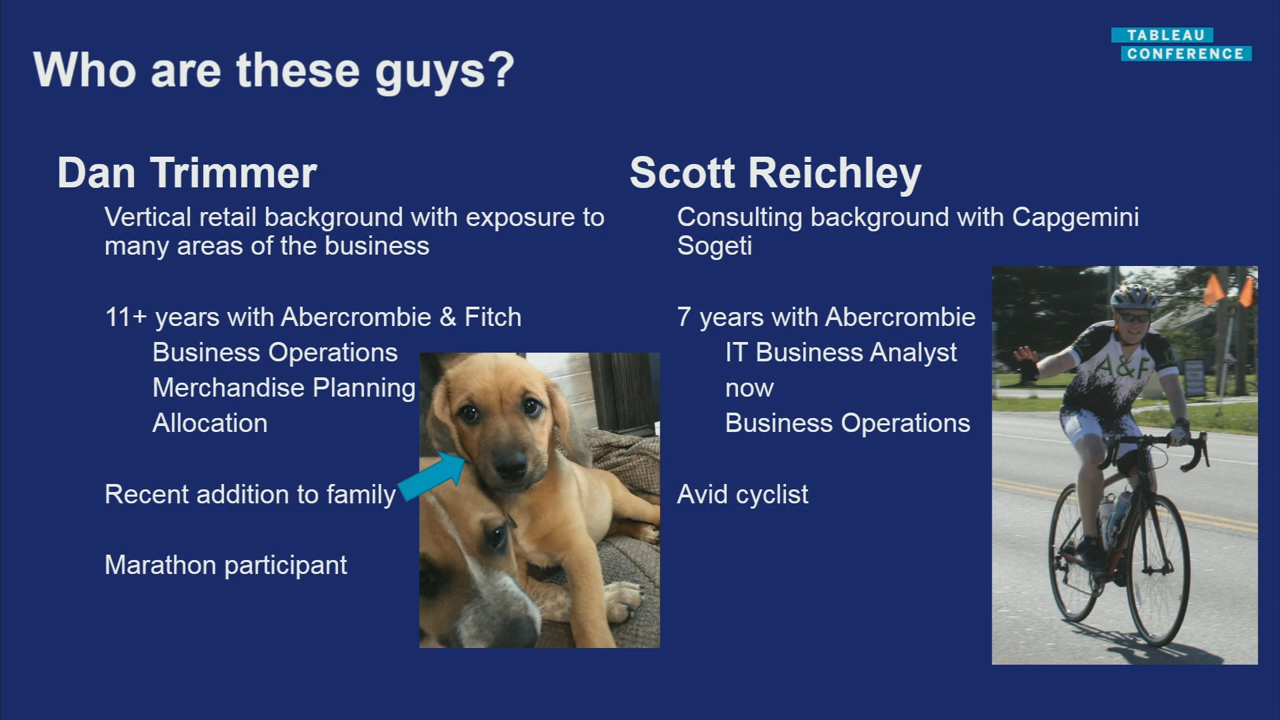 TABLEAU
CONFERENCE
Who are these guys?
Dan Trimmer
Vertical retail background with exposure to
many areas of the business
11+ years with Abercrombie & Fitch
Business Operations
Merchandise Planning
Allocation
Recent addition to family
Marathon participant
Scott Reichley
Consulting background with Capgemini
Sogeti
7 years with Abercrombie
IT Business Analyst
now
Business Operations
Avid cyclist
A&F